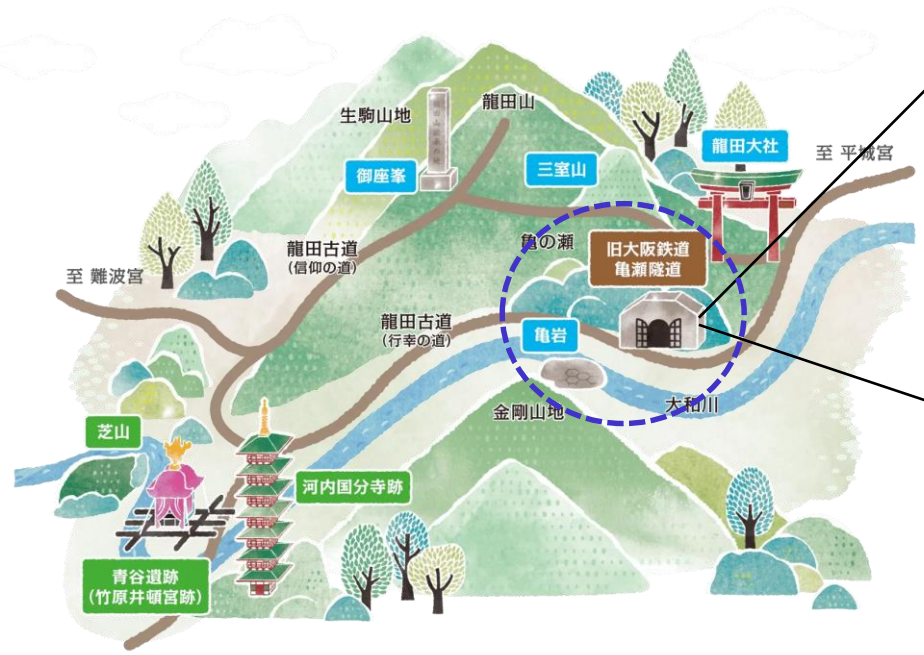 生駒山地
龍田山
御座峯
三室山
龍田大社
至 平城宮
亀の瀬
旧大阪鉄道
亀瀬隧道
龍田古道
(信仰の道)
至 難波宮
龍田古道
(行幸の道)
亀岩
金剛山地
大和川
芝山
河内国分寺跡
青谷遺跡
(竹原井頓宮跡)